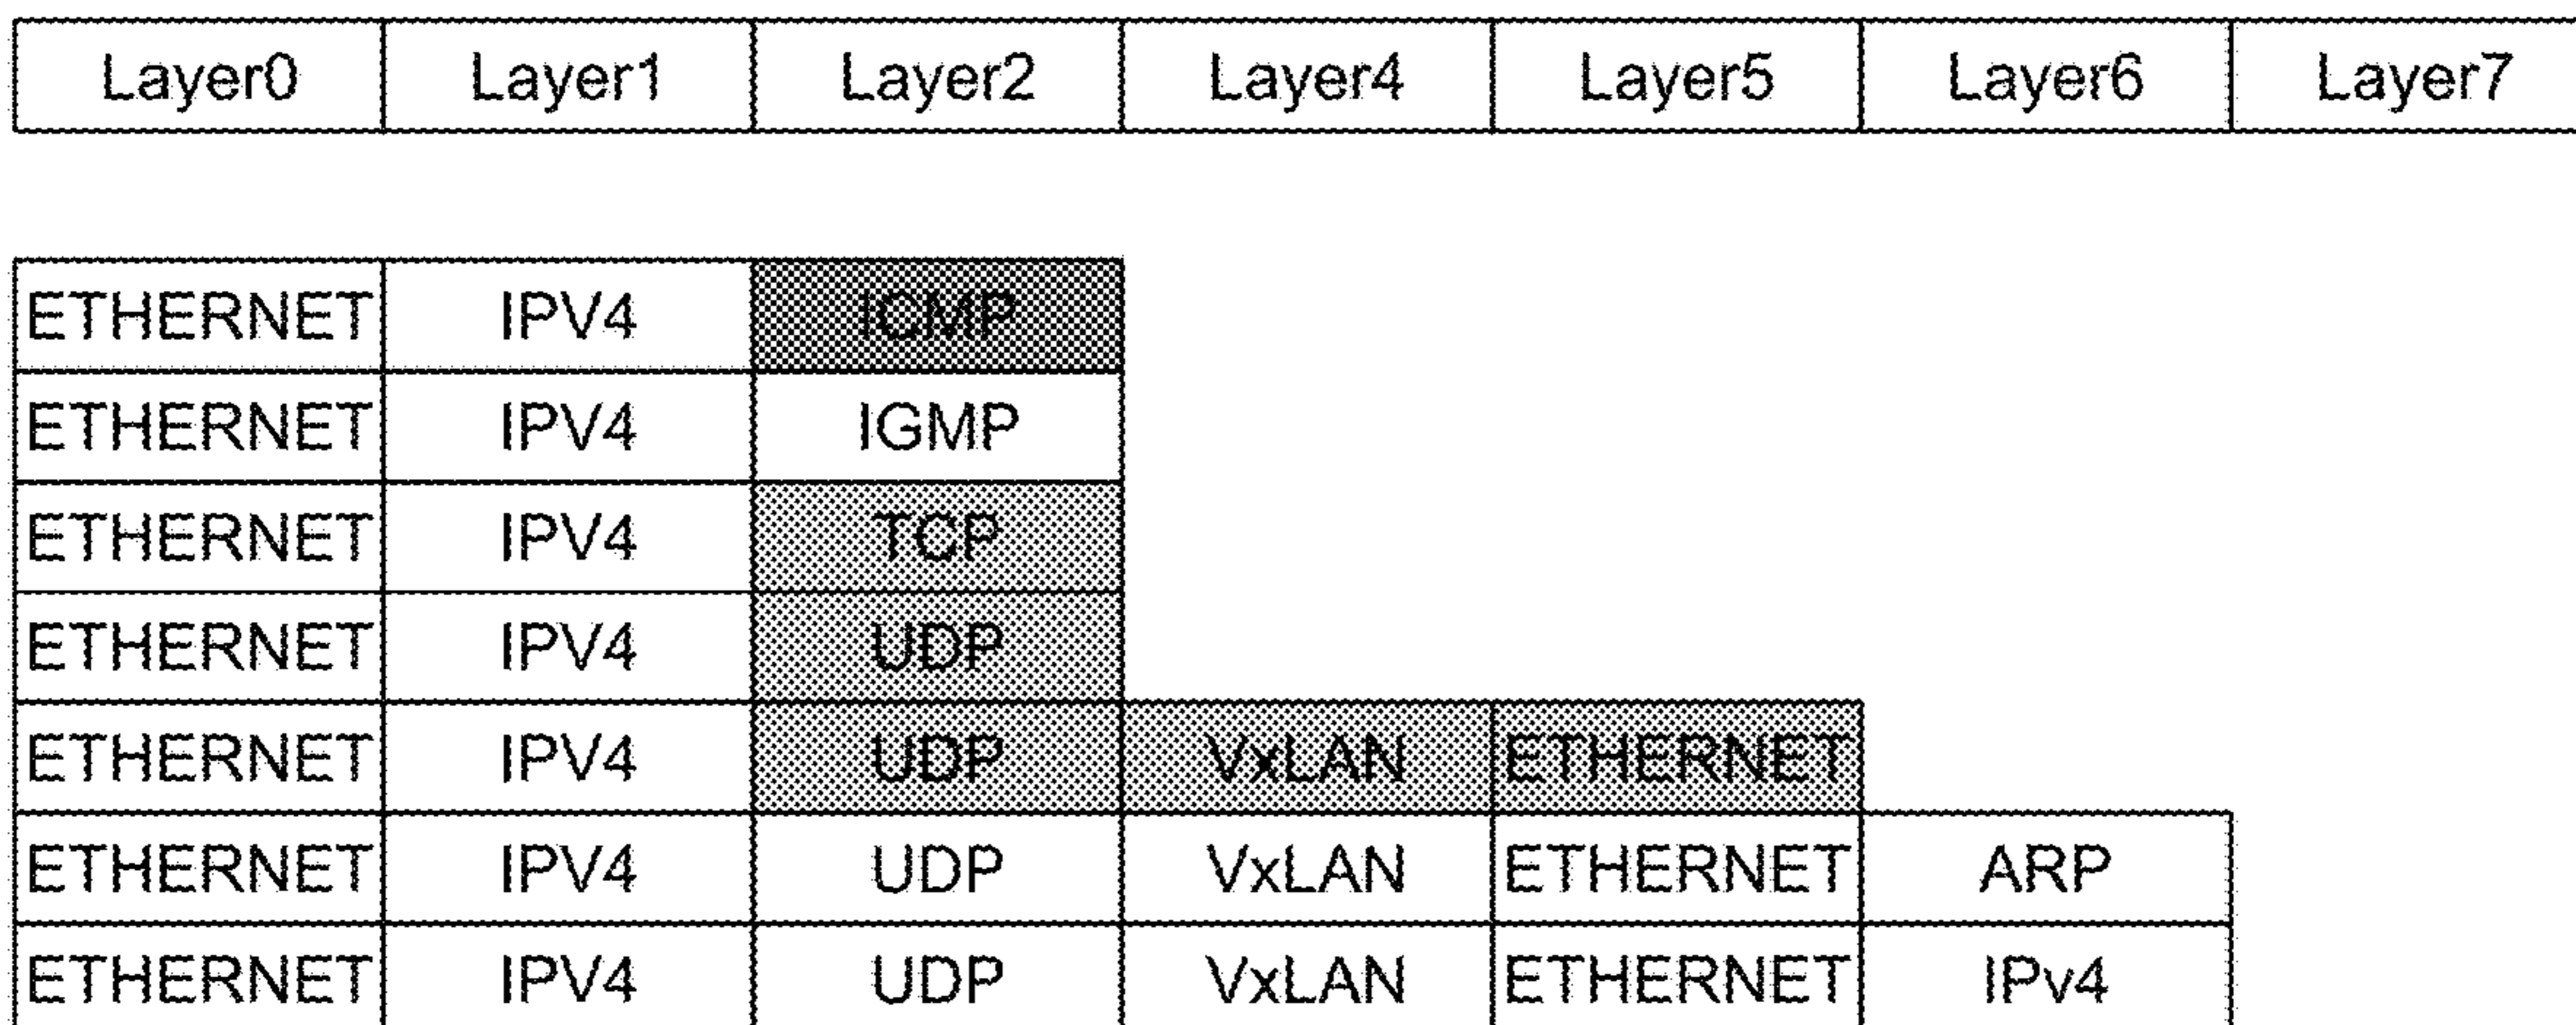 Layer0 Layer1 Layer2 Layer4 Layer5 Layer6 Layer7
ETHERNET IPV4 ICMP
ETHERNET IPV4 IGMP
ETHERNET IPV4 TCP
ETHERNET IPV4 UDP
ETHERNET IPV4 UDP VxLAN ETHERNET
ETHERNET IPV4 UDP VxLAN ETHERNET ARP
ETHERNET IPV4 UDP VxLAN ETHERNET IPv4